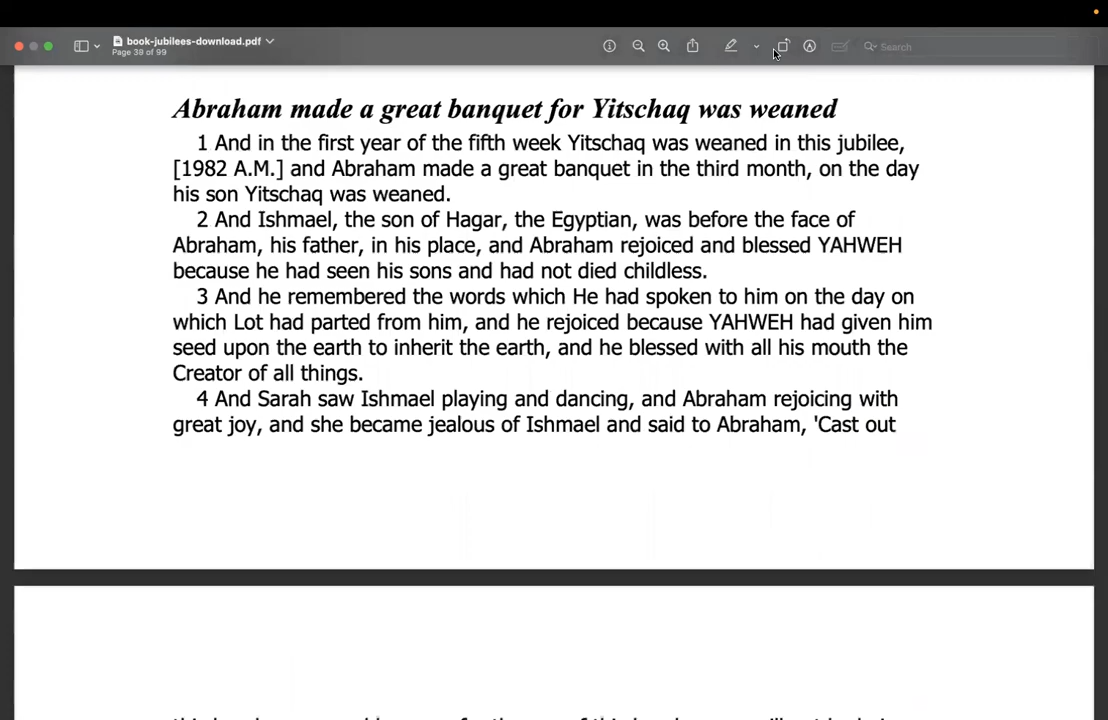 book-jubilees-download.pdf
Page 39 of 99
Search
Abraham made a great banquet for Yitschaq was weaned
1 And in the first year of the fifth week Yitschaq was weaned in this jubilee,
[1982 A.M.] and Abraham made a great banquet in the third month, on the day
his son Yitschaq was weaned.
2 And Ishmael, the son of Hagar, the Egyptian, was before the face of
Abraham, his father, in his place, and Abraham rejoiced and blessed YAHWEH
because he had seen his sons and had not died childless.
3 And he remembered the words which He had spoken to him on the day on
which Lot had parted from him, and he rejoiced because YAHWEH had given him
seed upon the earth to inherit the earth, and he blessed with all his mouth the
Creator of all things.
4 And Sarah saw Ishmael playing and dancing, and Abraham rejoicing with
great joy, and she became jealous of Ishmael and said to Abraham, 'Cast out